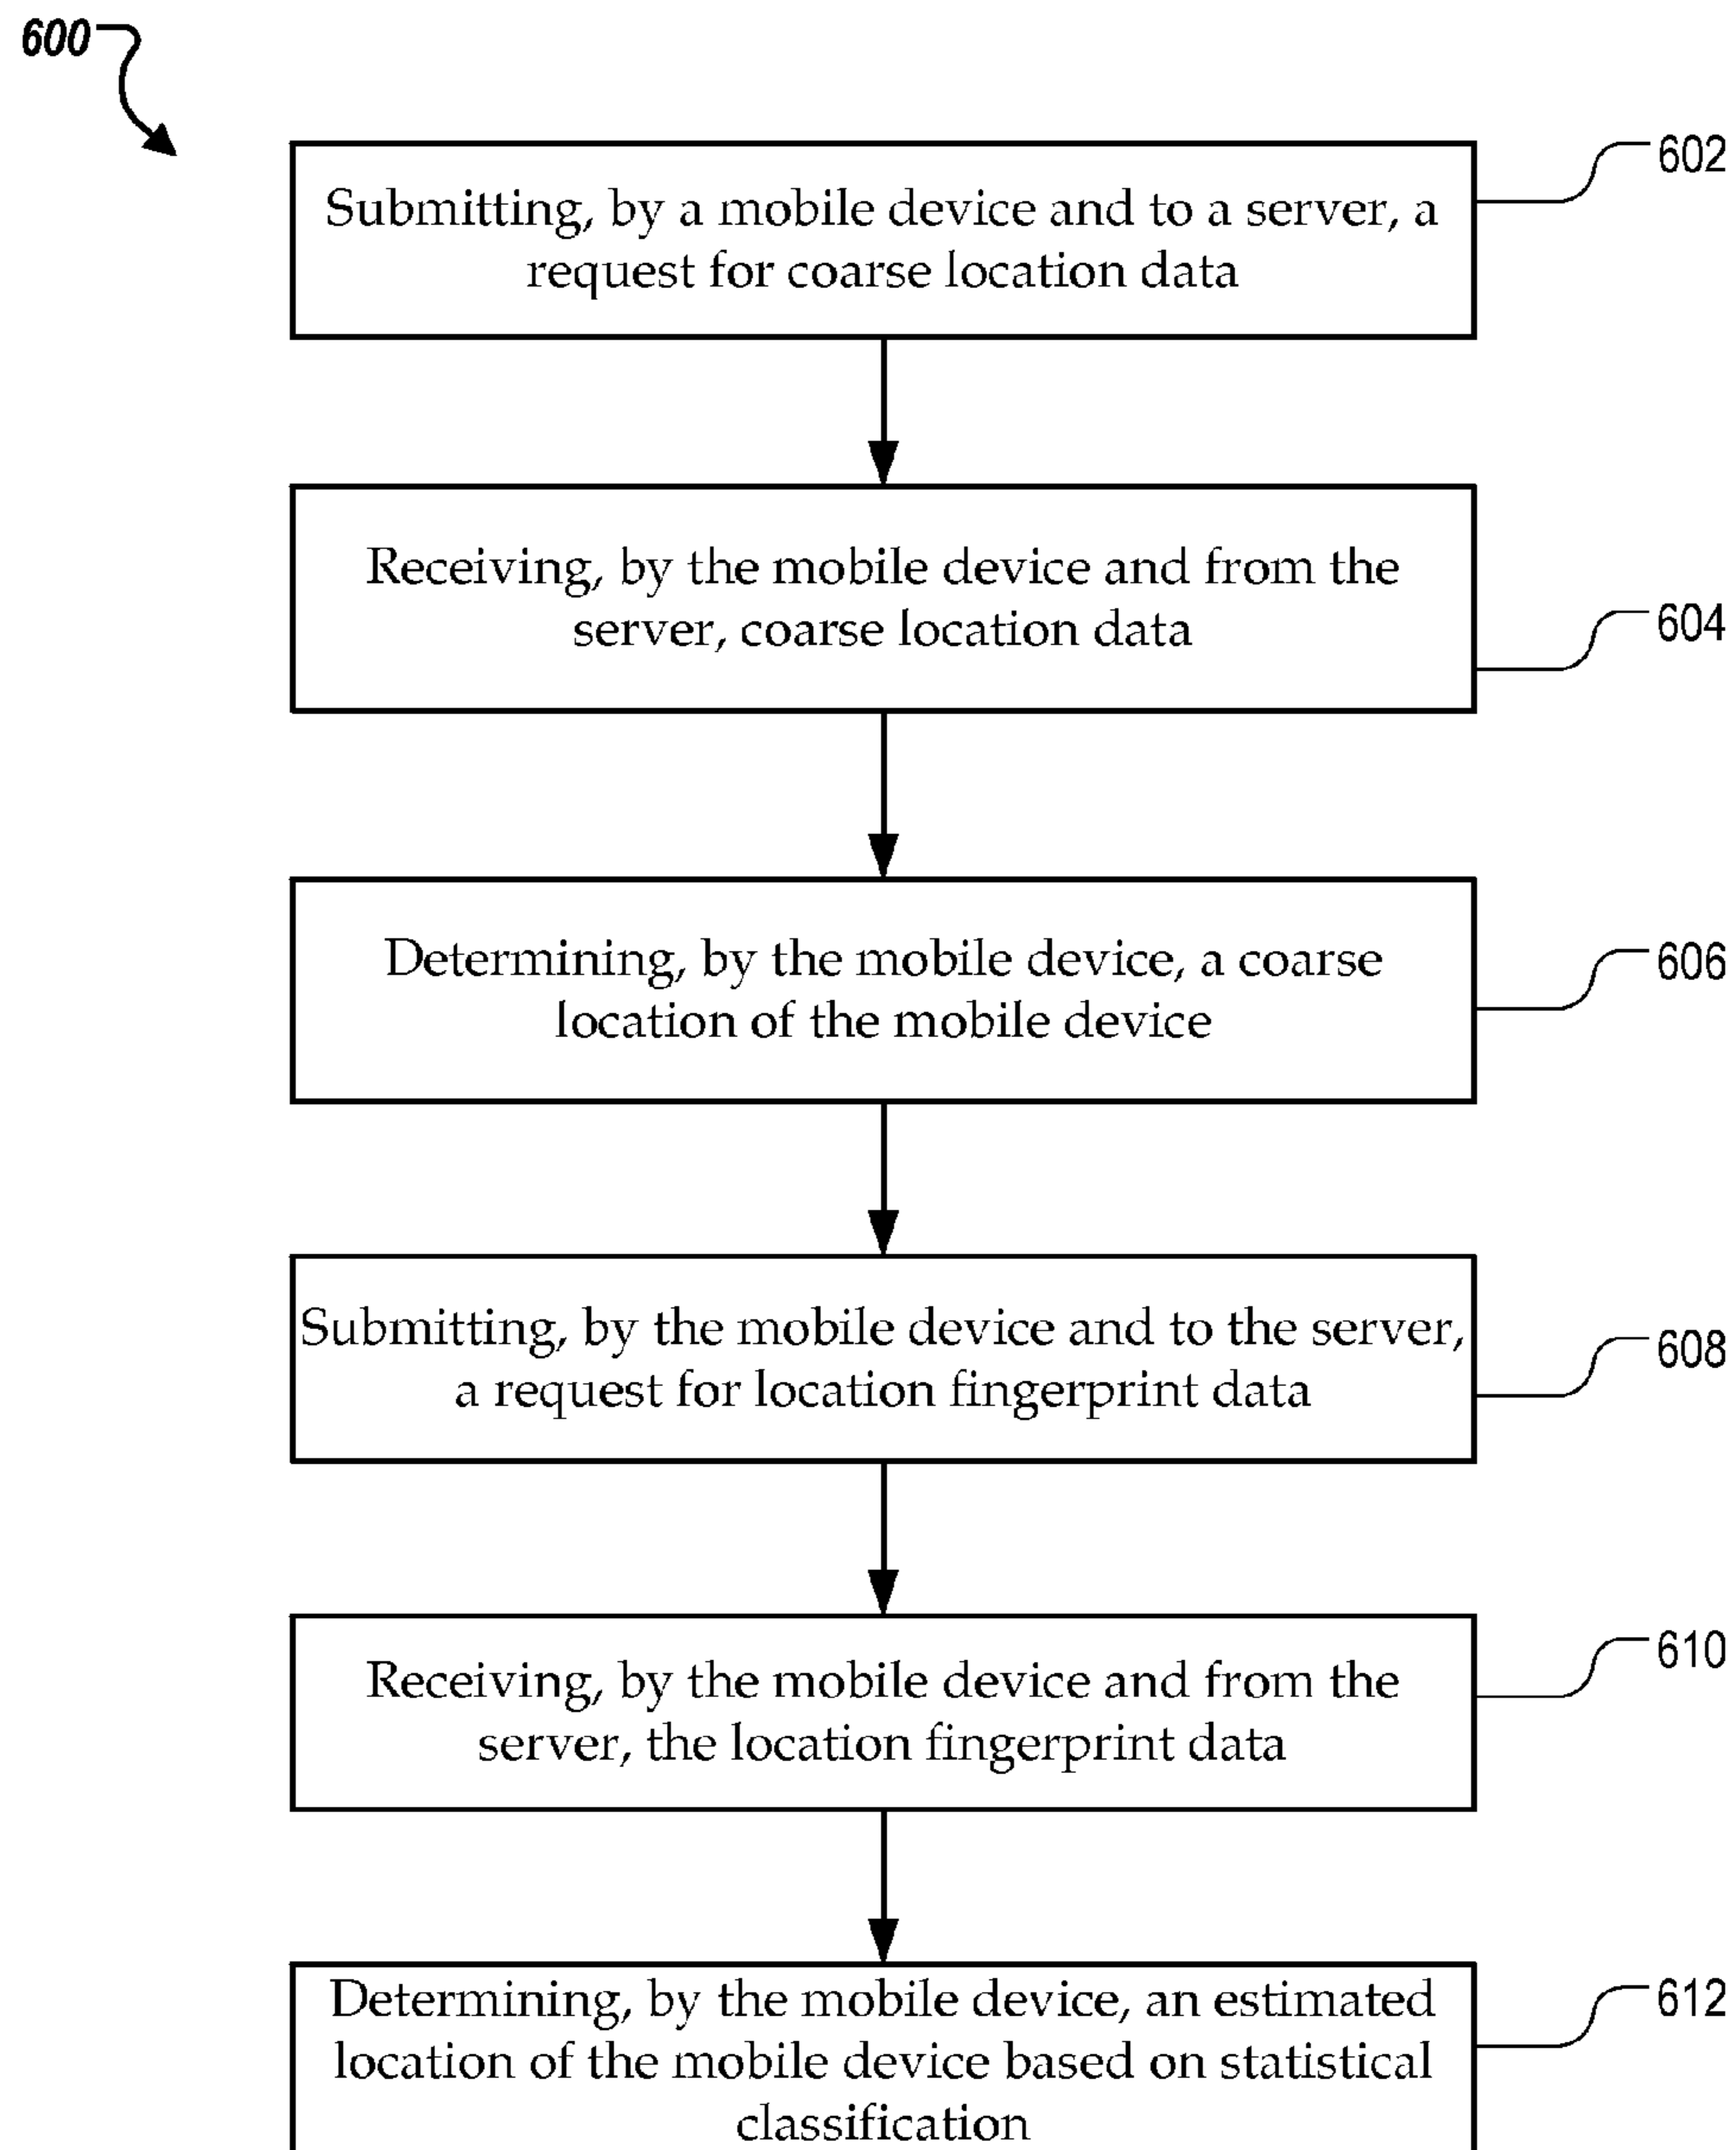 600
Submitting, by a mobile device and to a server, a
request for coarse location data
602
Receiving, by the mobile device and from the
server, coarse location data
604
Determining, by the mobile device, a coarse
location of the mobile device
606
Submitting, by the mobile device and to the server,
a request for location fingerprint data
608
Receiving, by the mobile device and from the
server, the location fingerprint data
610
Determining, by the mobile device, an estimated
location of the mobile device based on statistical
classification
612